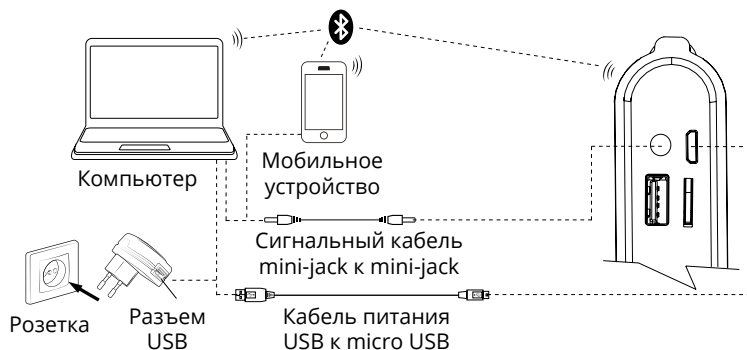 Компьютер
Мобильное
устройство
Сигнальный кабель
mini-jack к mini-jack
Розетка
Разъем
USB
Кабель питания
USB к micro USB